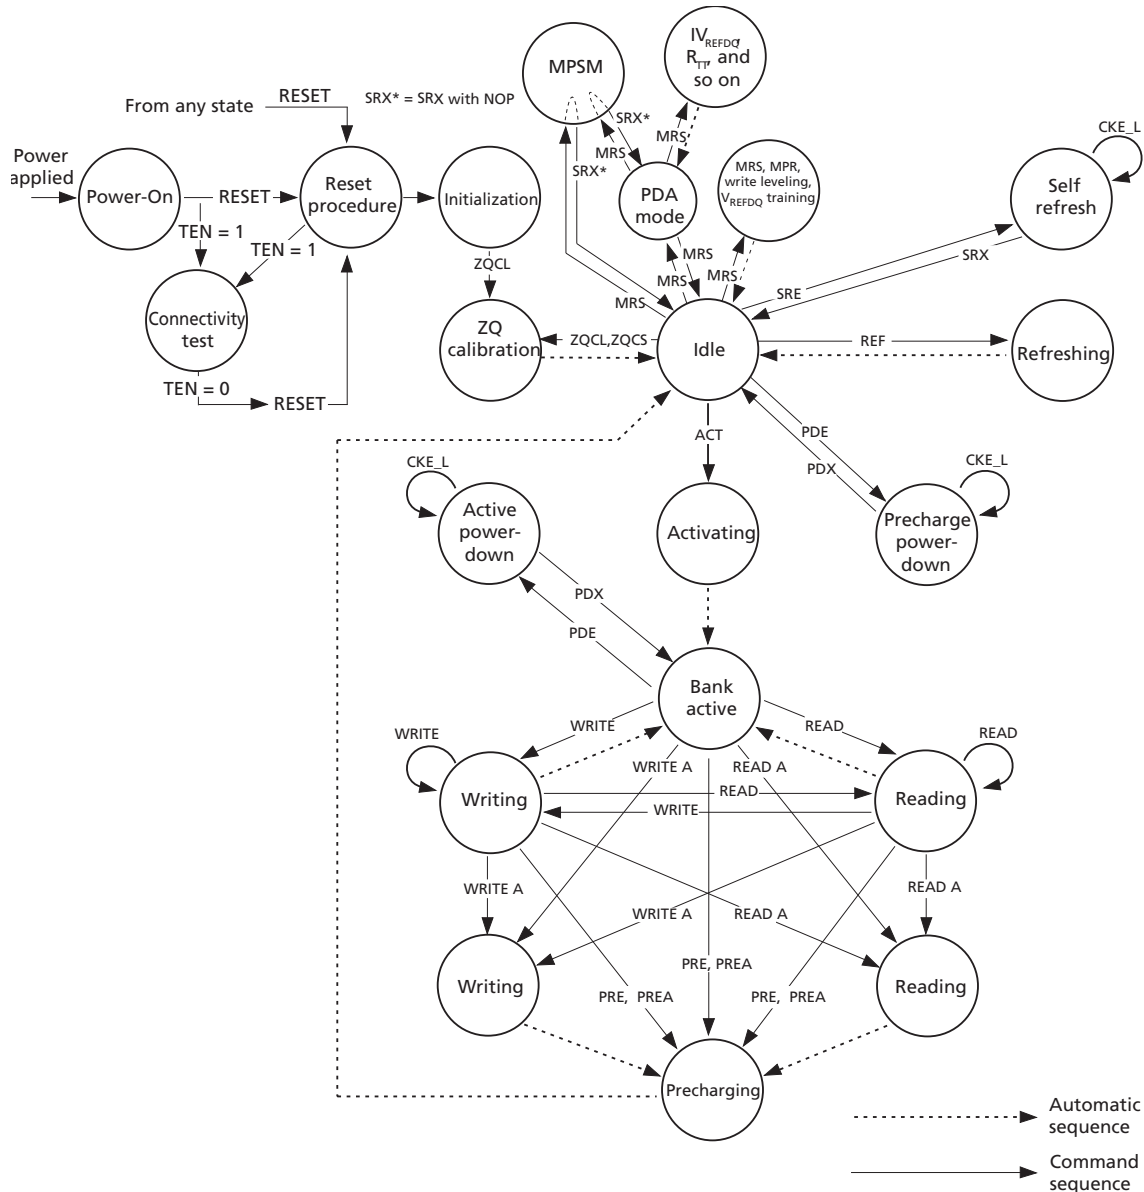 IVREFDQ,
RTT, and
so on
MPSM
From any state
RESET
SRX* = SRX with NOP
SRX*
MRS
MRS
SRX*
CKE_L
Power
applied
Power-On
RESET
Reset
procedure
Initialization
PDA
mode
MRS, MPR,
write leveling,
VREFDQ training
Self
refresh
TEN = 1
TEN = 1
ZQCL
MRS
MRS
MRS
MRS
SRE
SRX
Connectivity
test
ZQ
calibration
ZQCL,ZQCS
Idle
REF
Refreshing
TEN = 0
RESET
ACT
PDE
PDX
CKE_L
CKE_L
Active
power-
down
Activating
Precharge
power-
down
PDX
PDE
Bank
active
WRITE
WRITE
READ
READ
WRITE A
READ A
Writing
READ
WRITE
Reading
WRITE A
READ A
WRITE A
READ A
PRE, PREA
Writing
PRE, PREA
PRE, PREA
Reading
Precharging
Automatic
sequence
Command
sequence